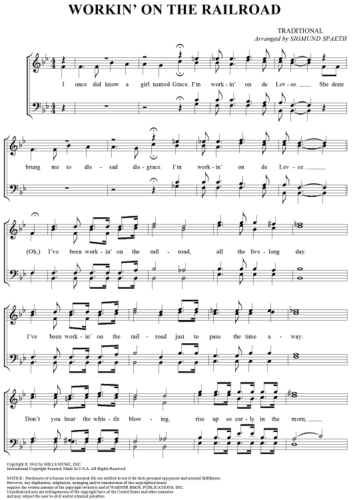 WORKIN' ON THE RAILROAD
TRADITIONAL
Arranged by SIGMUND SPAETH
I once did know a girl named Grace. I'm work - in' on de Lev - ee. She done
brung me to dis - sad dis - grace. I'm work - in' on de Lev - ee.
(Oh,) I've been work - in' on the rail - road, all the live - long day.
I've been work - in' on the rail - road just to pass the time a - way.
Don't you hear the whis - tle blow - ing, rise up so ear - ly in the morn,
Copyright © 1942 by MILLS MUSIC, INC
International Copyright Secured Made in U.S.A. All Rights Reserved
NOTICE: Purchasers of a license to this musical file are entitled to use it for their personal enjoyment and musical fulfillment.
However, any duplication, adaptation, arranging and/or transmission of this copyrighted music
requires the written consent of the copyright owner(s) and of WARNER BROS. PUBLICATIONS, INC.
Unauthorized uses are infringements of the copyright laws of the United States and other countries
and may subject the user to civil and/or criminal penalties.